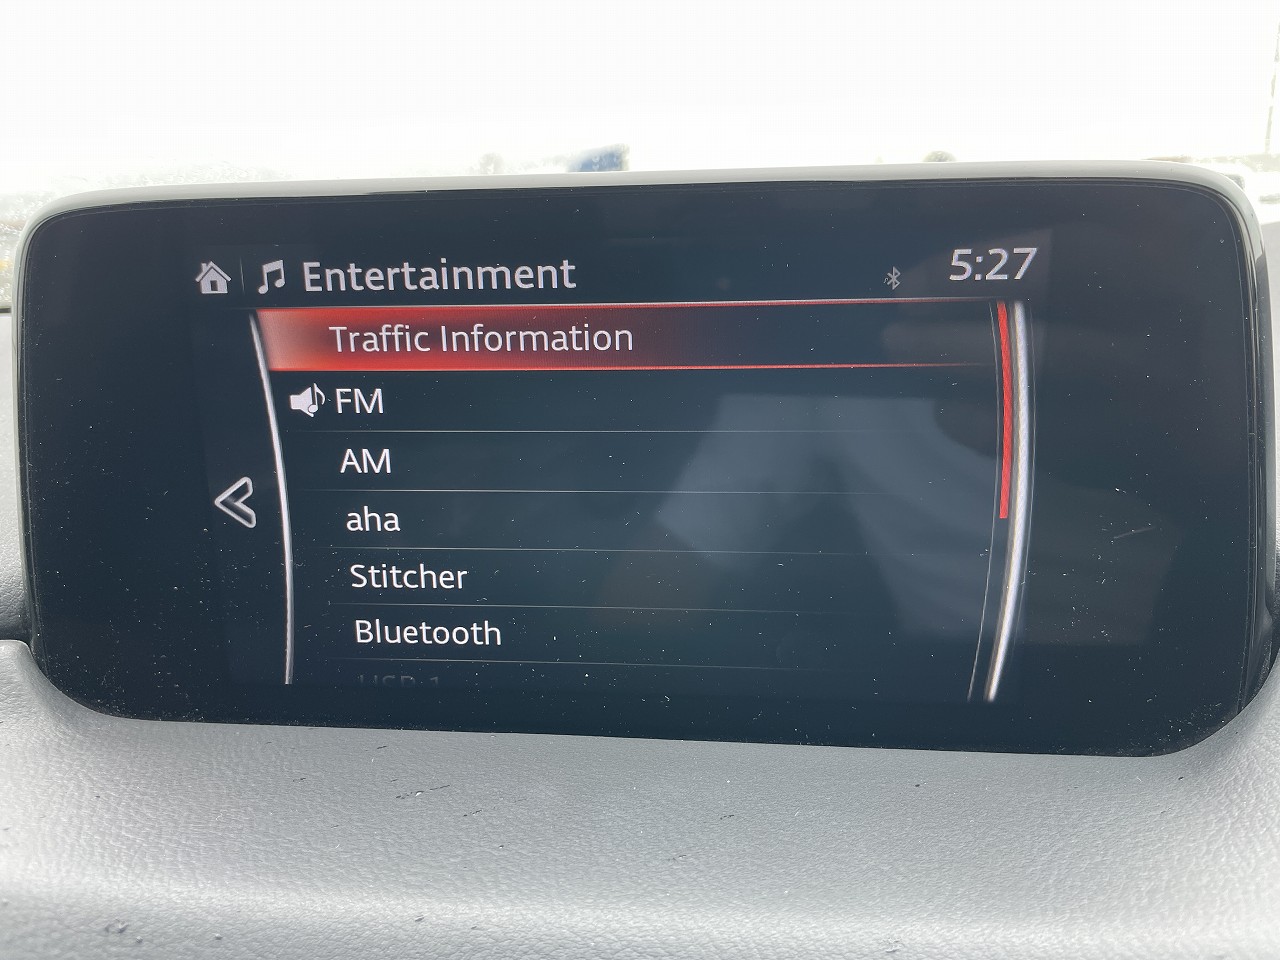 Entertainment
5:27
Traffic Information
FM
AM
aha
Stitcher
Bluetooth